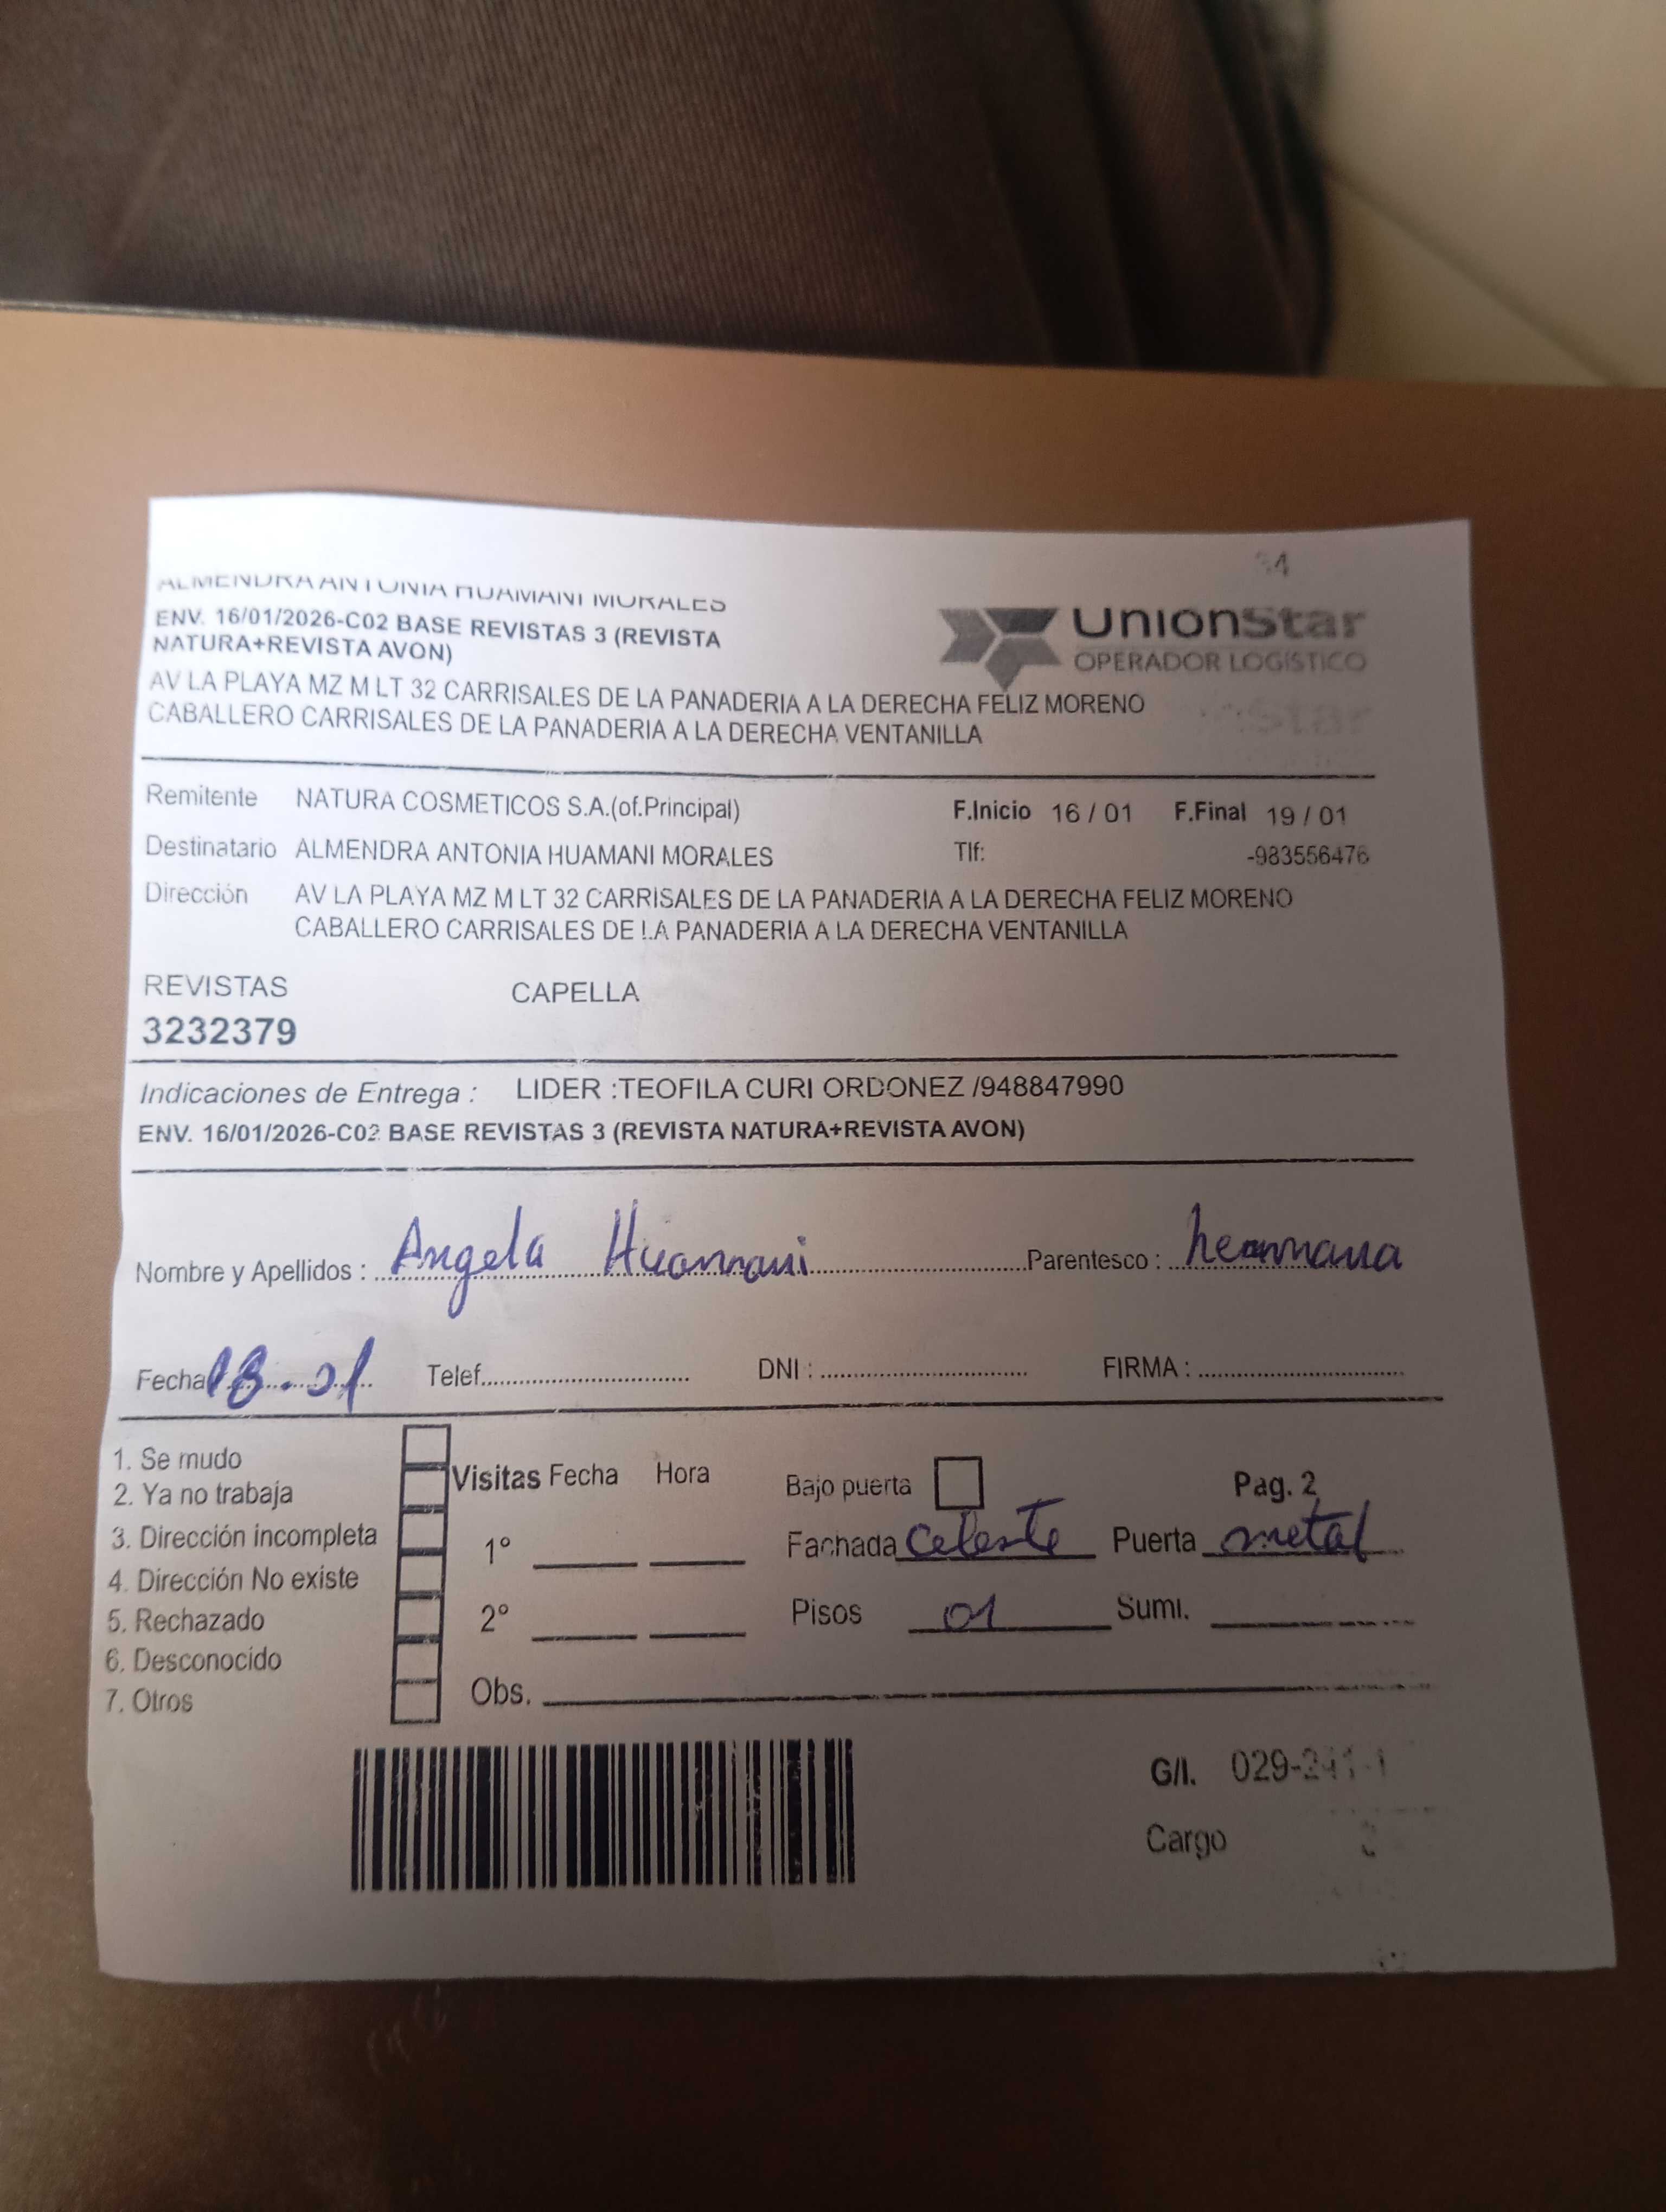 ALMENDRA ANTONIA HUAMANI MORALES
ENV. 16/01/2026-C02 BASE REVISTAS 3 (REVISTA
NATURA+REVISTA AVON)
AV LA PLAYA MZ M LT 32 CARRISALES DE LA PANADERIA A LA DERECHA FELIZ MORENO
CABALLERO CARRISALES DE LA PANADERIA A LA DERECHA VENTANILLA
UnionStar
OPERADOR LOGÍSTICO
Star
Remitente NATURA COSMETICOS S.A.(of.Principal) F.Inicio 16 / 01 F.Final 19 / 01
Destinatario ALMENDRA ANTONIA HUAMANI MORALES Tlf: -983556476
Dirección AV LA PLAYA MZ M LT 32 CARRISALES DE LA PANADERIA A LA DERECHA FELIZ MORENO
CABALLERO CARRISALES DE LA PANADERIA A LA DERECHA VENTANILLA
REVISTAS CAPELLA
3232379
Indicaciones de Entrega : LIDER :TEOFILA CURI ORDONEZ /948847990
ENV. 16/01/2026-C02 BASE REVISTAS 3 (REVISTA NATURA+REVISTA AVON)
Nombre y Apellidos : Angela Huamani Parentesco : hermana
Fecha 18.01 Telef. DNI : FIRMA :
1. Se mudo
2. Ya no trabaja
3. Dirección incompleta
4. Dirección No existe
5. Rechazado
6. Desconocido
7. Otros
Visitas Fecha Hora
1°
2°
Obs.
Bajo puerta Pag. 2
Fachada celeste Puerta metal
Pisos 01 Sumi.
G/I. 029-241-1
Cargo